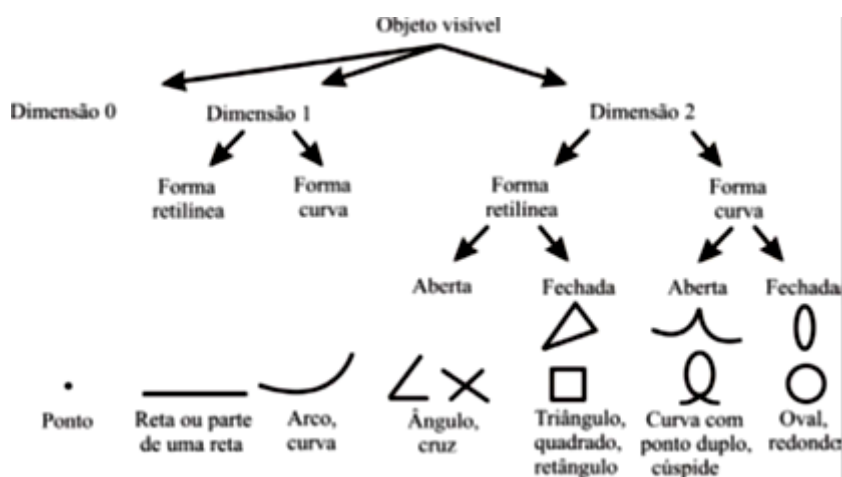 Objeto visível
Dimensão 0 Dimensão 1 Dimensão 2
Forma retilínea
Forma curva
Forma retilínea
Forma curva
Aberta Fechada Aberta Fechada
Ponto
Reta ou parte
de uma reta
Arco,
curva
Ângulo,
cruz
Triângulo,
quadrado,
retângulo
Curva com
ponto duplo,
cúspide
Oval,
redondo